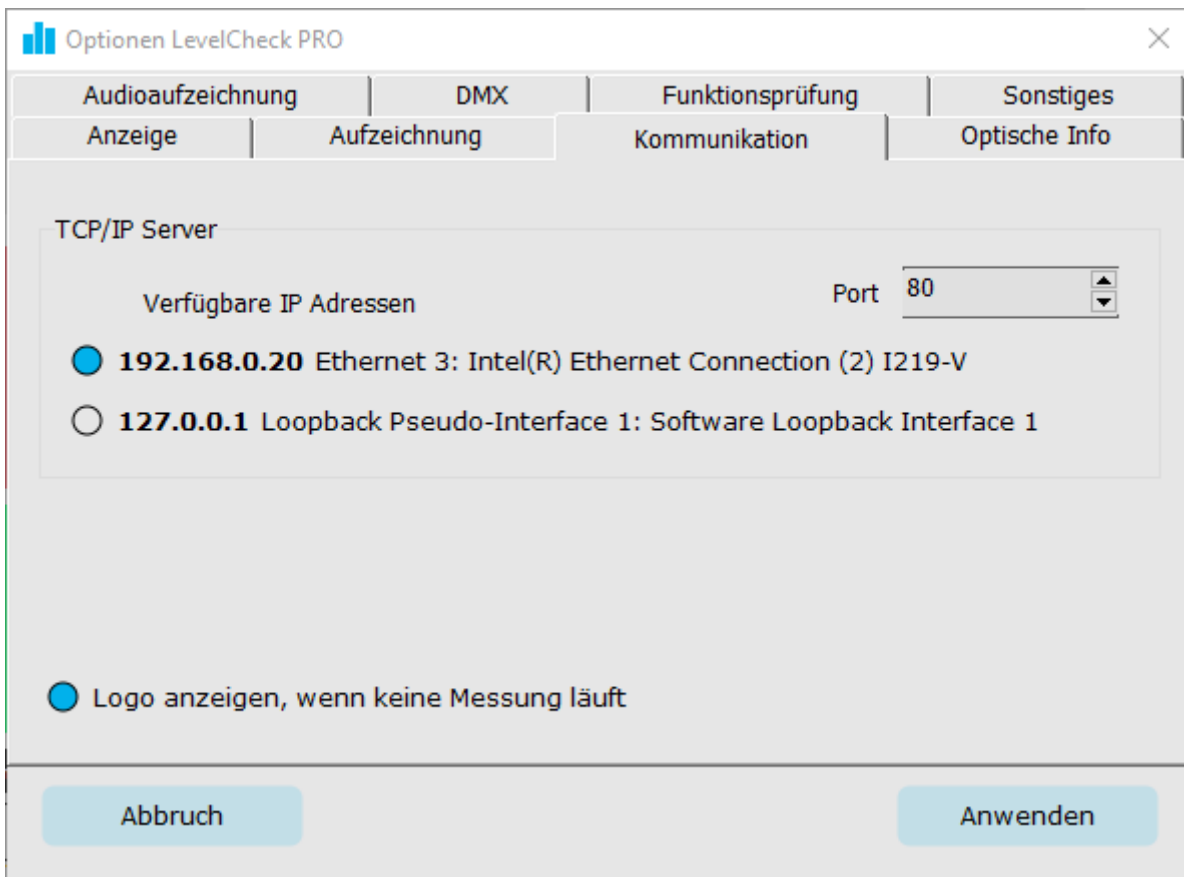 Optionen LevelCheck PRO
Audioaufzeichnung DMX Funktionsprüfung Sonstiges
Anzeige Aufzeichnung Kommunikation Optische Info
TCP/IP Server
Verfügbare IP Adressen Port 80
192.168.0.20 Ethernet 3: Intel(R) Ethernet Connection (2) I219-V
127.0.0.1 Loopback Pseudo-Interface 1: Software Loopback Interface 1
Logo anzeigen, wenn keine Messung läuft
Abbruch Anwenden